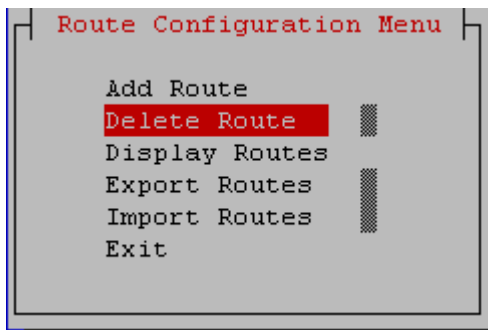 Route Configuration Menu
Add Route
Delete Route
Display Routes
Export Routes
Import Routes
Exit